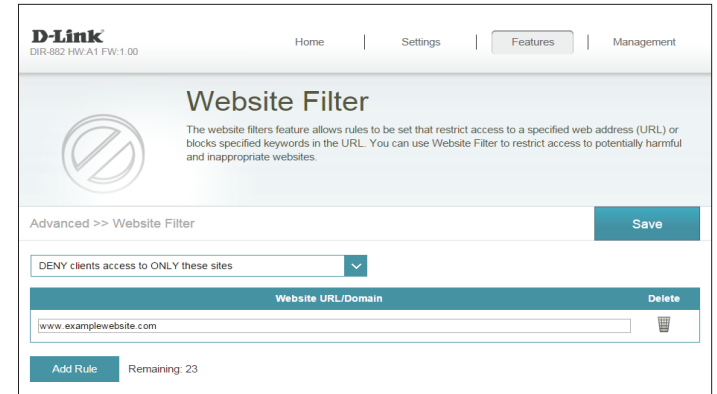 D-Link
DIR-882 HW:A1 FW:1.00
Home Settings Features Management
Website Filter
The website filters feature allows rules to be set that restrict access to a specified web address (URL) or
blocks specified keywords in the URL. You can use Website Filter to restrict access to potentially harmful
and inappropriate websites.
Advanced >> Website Filter
Save
DENY clients access to ONLY these sites
Website URL/Domain Delete
www.examplewebsite.com
Add Rule Remaining: 23